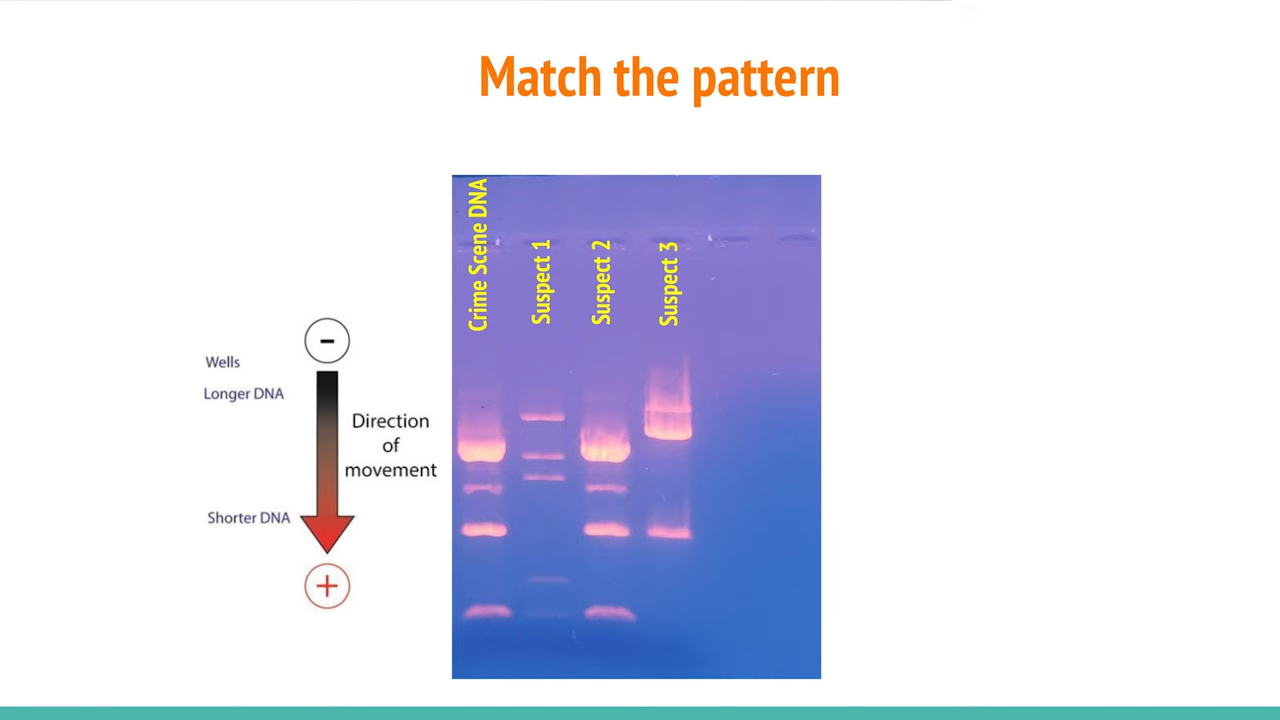 Match the pattern
Crime Scene DNA
Suspect 1
Suspect 2
Suspect 3
-
Wells
Longer DNA
Direction
of
movement
Shorter DNA
+